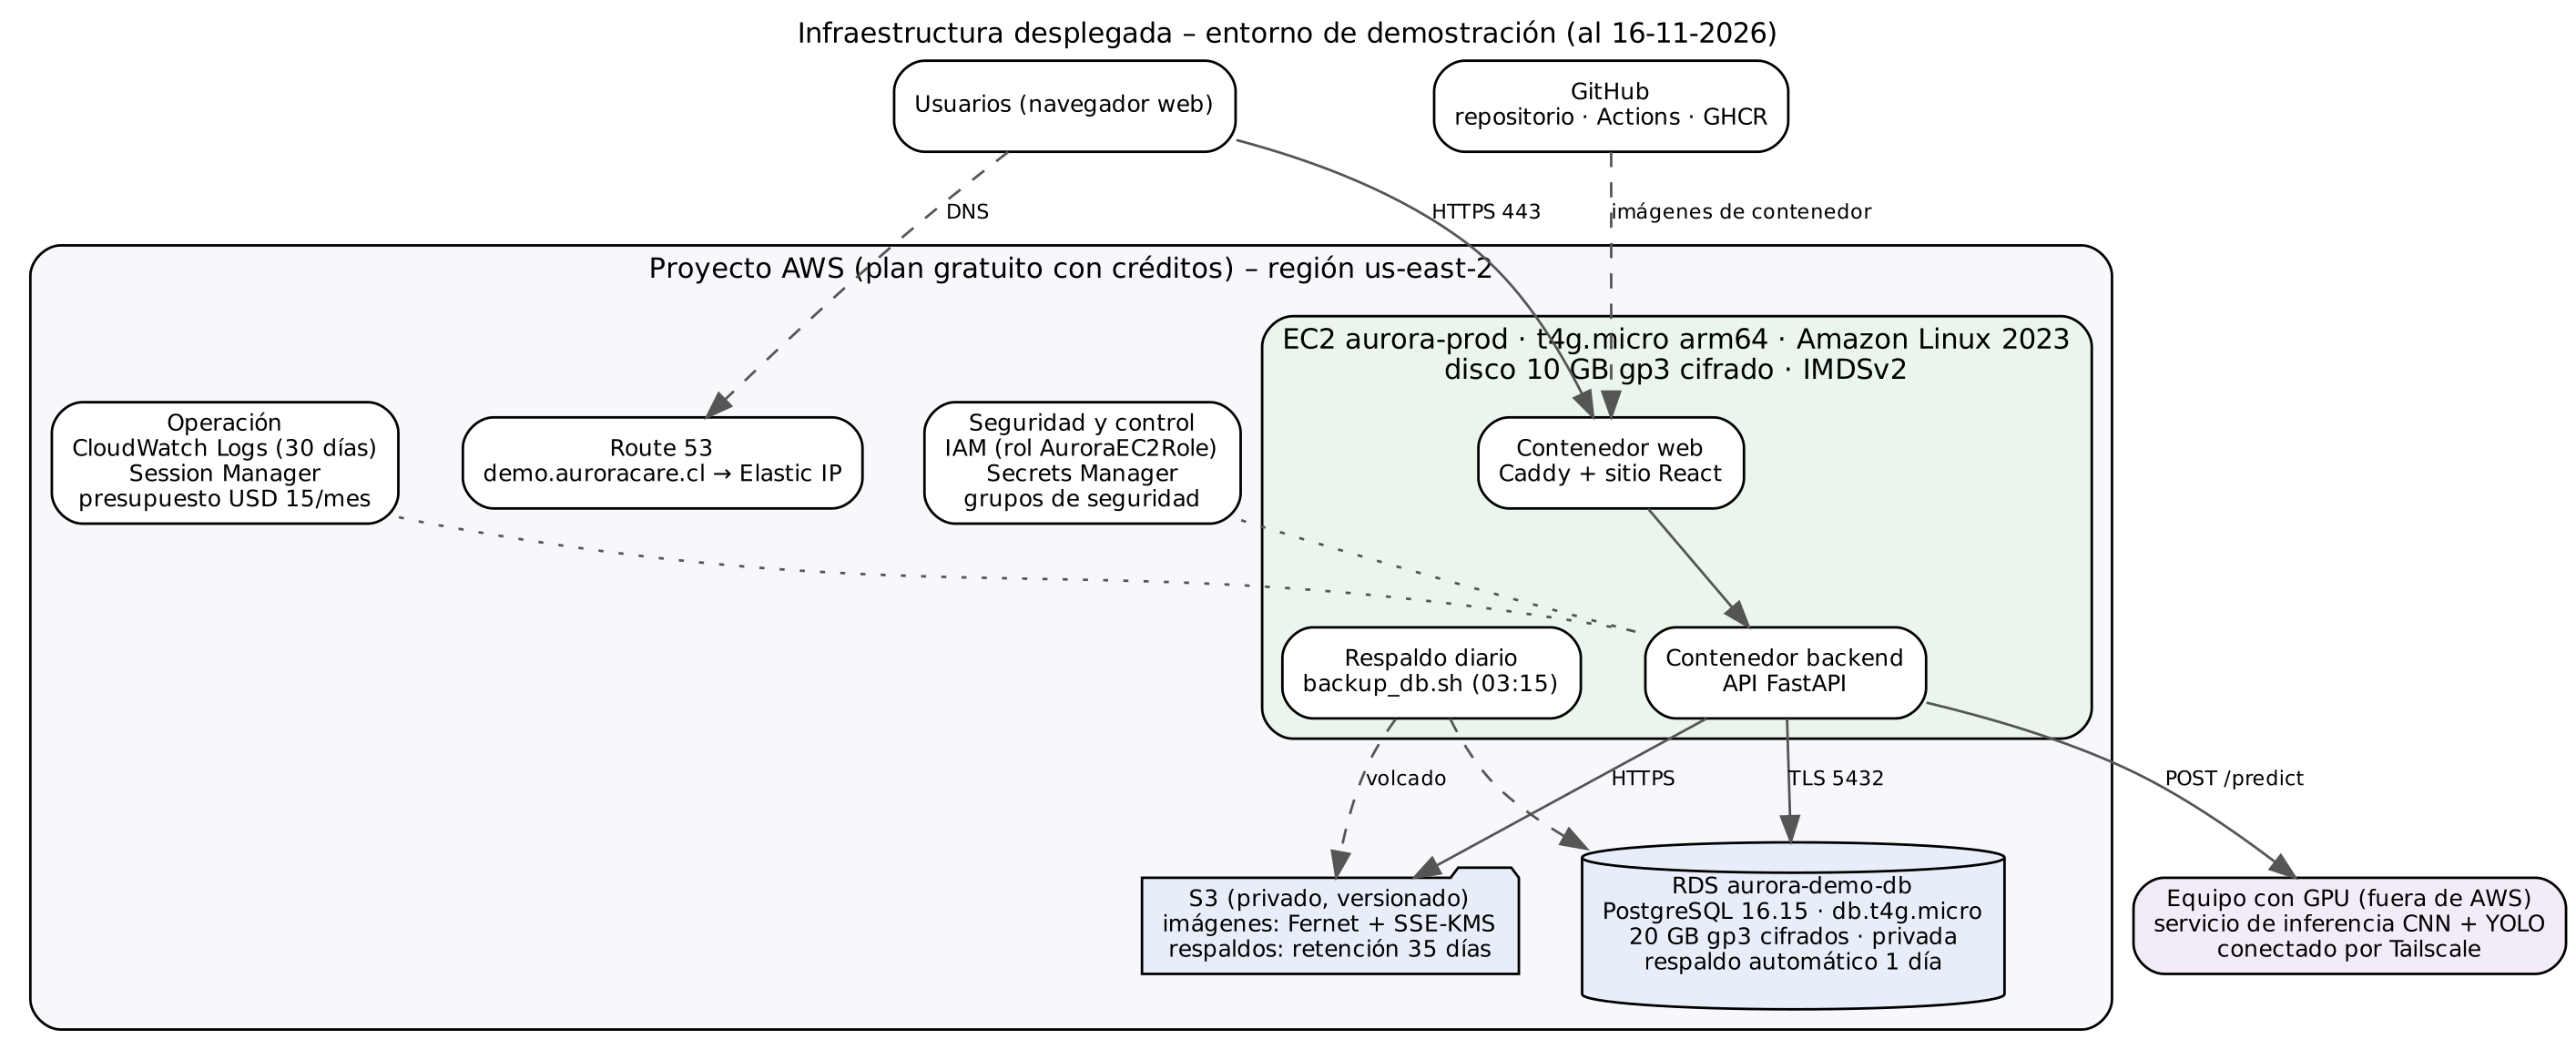 Infraestructura desplegada – entorno de demostración (al 16-11-2026)
Usuarios (navegador web)
GitHub
repositorio · Actions · GHCR
DNS
HTTPS 443
imágenes de contenedor
Proyecto AWS (plan gratuito con créditos) – región us-east-2
EC2 aurora-prod · t4g.micro arm64 · Amazon Linux 2023
disco 10 GB gp3 cifrado · IMDSv2
Operación
CloudWatch Logs (30 días)
Session Manager
presupuesto USD 15/mes
Route 53
demo.auroracare.cl → Elastic IP
Seguridad y control
IAM (rol AuroraEC2Role)
Secrets Manager
grupos de seguridad
Contenedor web
Caddy + sitio React
Respaldo diario
backup_db.sh (03:15)
Contenedor backend
API FastAPI
volcado
HTTPS
TLS 5432
POST /predict
S3 (privado, versionado)
imágenes: Fernet + SSE-KMS
respaldos: retención 35 días
RDS aurora-demo-db
PostgreSQL 16.15 · db.t4g.micro
20 GB gp3 cifrados · privada
respaldo automático 1 día
Equipo con GPU (fuera de AWS)
servicio de inferencia CNN + YOLO
conectado por Tailscale